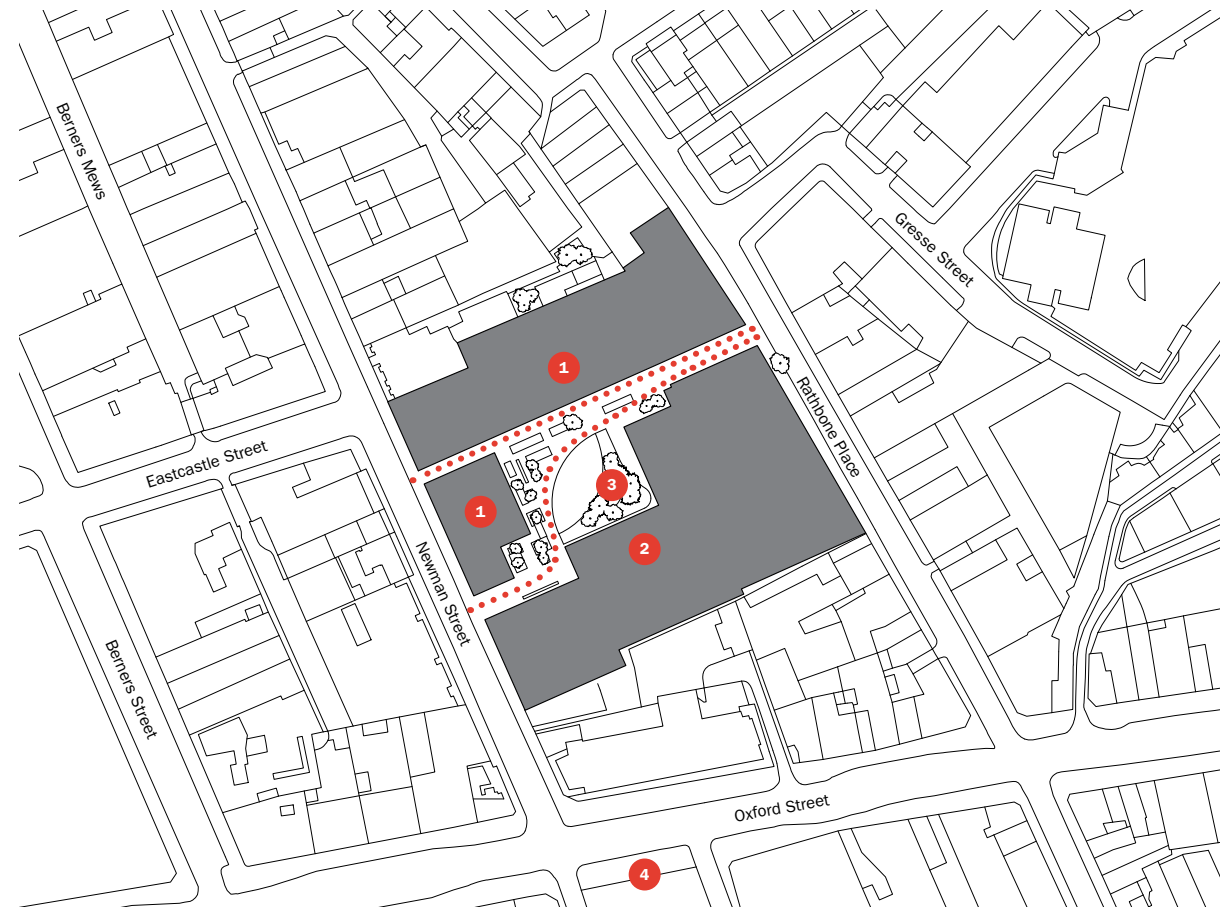 Berners Mews
Gresse Street
1
Rathbone Place
Eastcastle Street
3
1
2
Newman Street
Berners Street
Oxford Street
4